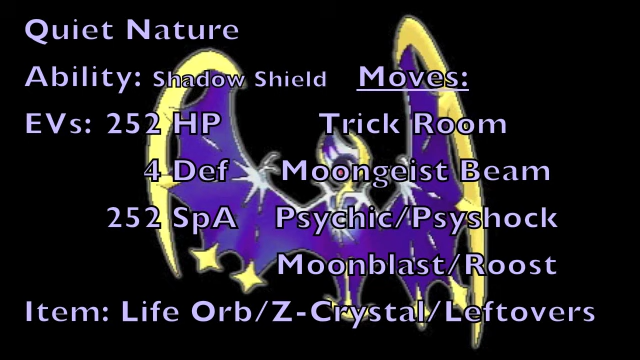 Quiet Nature
Ability: Shadow Shield Moves:
EVs: 252 HP Trick Room
4 Def Moongeist Beam
252 SpA Psychic/Psyshock
Moonblast/Roost
Item: Life Orb/Z-Crystal/Leftovers